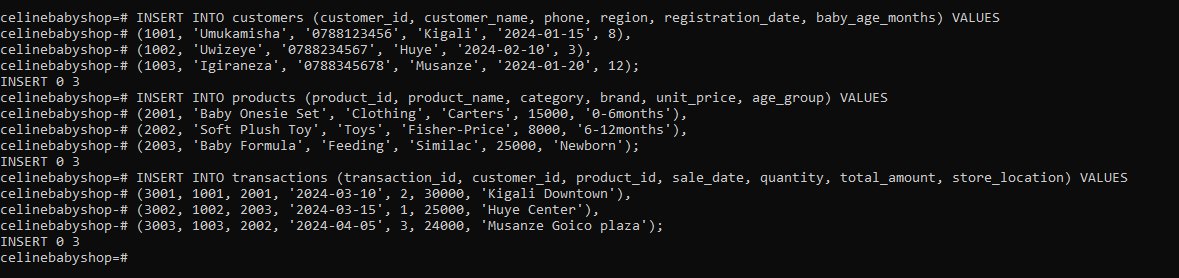 celinebabyshop=# INSERT INTO customers (customer_id, customer_name, phone, region, registration_date, baby_age_months) VALUES
celinebabyshop-# (1001, 'Umukamisha', '0788123456', 'Kigali', '2024-01-15', 8),
celinebabyshop-# (1002, 'Uwizeye', '0788234567', 'Huye', '2024-02-10', 3),
celinebabyshop-# (1003, 'Igiraneza', '0788345678', 'Musanze', '2024-01-20', 12);
INSERT 0 3
celinebabyshop=# INSERT INTO products (product_id, product_name, category, brand, unit_price, age_group) VALUES
celinebabyshop-# (2001, 'Baby Onesie Set', 'Clothing', 'Carters', 15000, '0-6months'),
celinebabyshop-# (2002, 'Soft Plush Toy', 'Toys', 'Fisher-Price', 8000, '6-12months'),
celinebabyshop-# (2003, 'Baby Formula', 'Feeding', 'Similac', 25000, 'Newborn');
INSERT 0 3
celinebabyshop=# INSERT INTO transactions (transaction_id, customer_id, product_id, sale_date, quantity, total_amount, store_location) VALUES
celinebabyshop-# (3001, 1001, 2001, '2024-03-10', 2, 30000, 'Kigali Downtown'),
celinebabyshop-# (3002, 1002, 2003, '2024-03-15', 1, 25000, 'Huye Center'),
celinebabyshop-# (3003, 1003, 2002, '2024-04-05', 3, 24000, 'Musanze Goico plaza');
INSERT 0 3
celinebabyshop=#